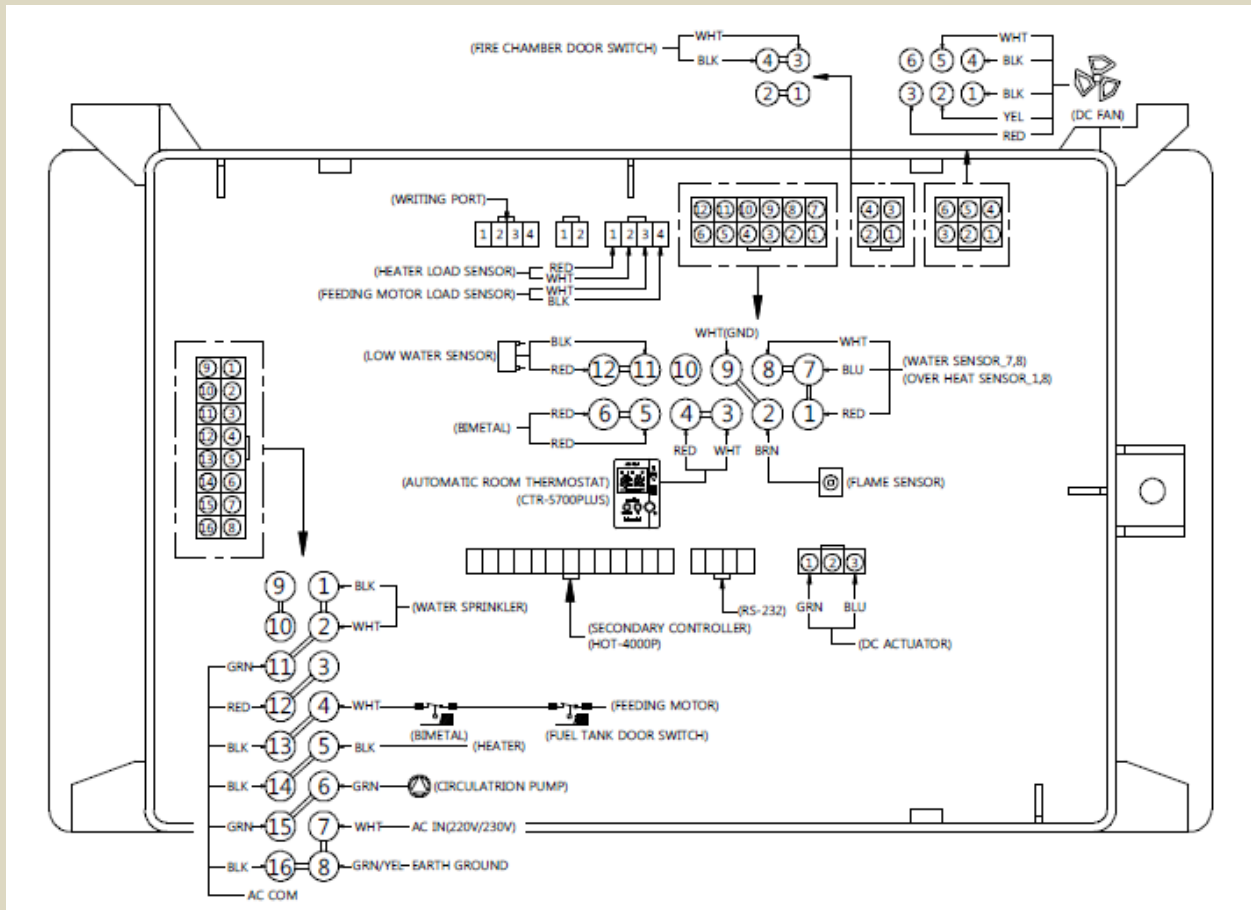 WHT
(FIRE CHAMBER DOOR SWITCH)
BLK
4 3
2 1
WHT
6 5 4
BLK
3 2 1
BLK
YEL
(DC FAN)
RED
(WRITING PORT)
1 2 3 4
1 2
1 2 3 4
12 11 10 9 8 7
6 5 4 3 2 1
4 3
2 1
6 5 4
3 2 1
(HEATER LOAD SENSOR)
RED
WHT
(FEEDING MOTOR LOAD SENSOR)
WHT
BLK
WHT(GND)
(LOW WATER SENSOR)
BLK
RED
12 11 10 9 8 7
WHT
BLU
(WATER SENSOR_7,8)
(OVER HEAT SENSOR_1,8)
(BIMETAL)
RED
RED
6 5 4 3 2 1
RED
RED WHT BRN
(AUTOMATIC ROOM THERMOSTAT)
(CTR-5700PLUS)
(FLAME SENSOR)
9 1
10 2
11 3
12 4
13 5
14 6
15 7
16 8
1 2 3
GRN BLU
(DC ACTUATOR)
(RS-232)
(SECONDARY CONTROLLER)
(HOT-4000P)
9 1 BLK
(WATER SPRINKLER)
10 2 WHT
GRN 11 3
RED 12 4 WHT
(FEEDING MOTOR)
(BIMETAL)
(FUEL TANK DOOR SWITCH)
BLK 13 5 BLK (HEATER)
BLK 14 6 GRN (CIRCULATRION PUMP)
GRN 15 7 WHT AC IN(220V/230V)
BLK 16 8 GRN/YEL EARTH GROUND
AC COM